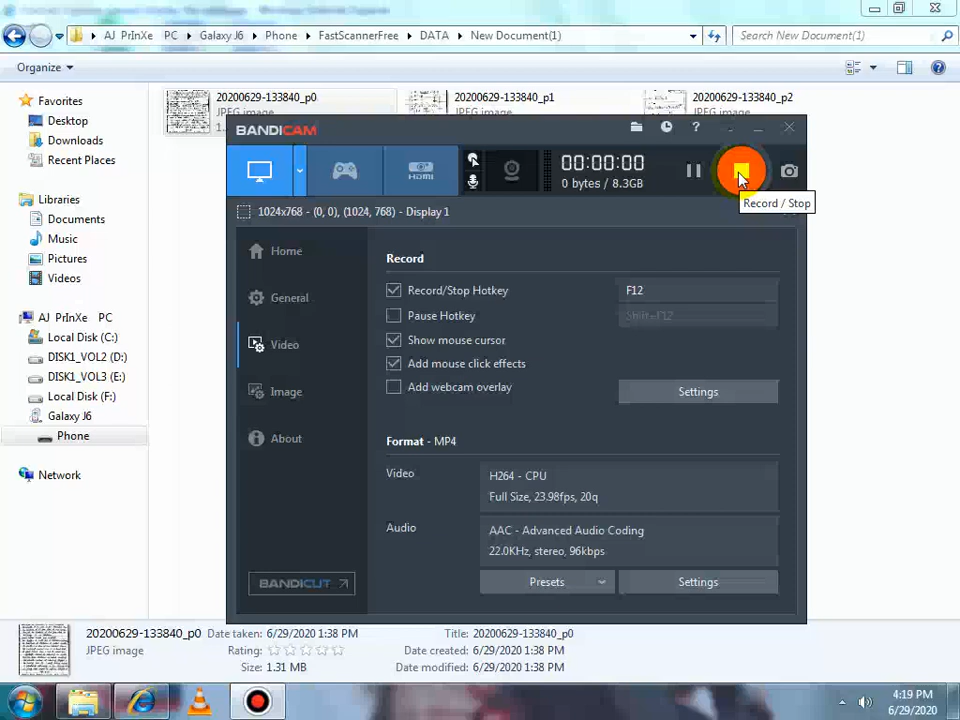 AJ PrInXe PC ▸ Galaxy J6 ▸ Phone ▸ FastScannerFree ▸ DATA ▸ New Document(1)
Search New Document(1)
Organize
Favorites
Desktop
Downloads
Recent Places
Libraries
Documents
Music
Pictures
Videos
AJ PrInXe PC
Local Disk (C:)
DISK1_VOL2 (D:)
DISK1_VOL3 (E:)
Local Disk (F:)
Galaxy J6
Phone
Network
20200629-133840_p0
JPEG image
20200629-133840_p1
20200629-133840_p2
BANDICAM
HDMI
00:00:00
0 bytes / 8.3GB
Record / Stop
1024x768 - (0, 0), (1024, 768) - Display 1
Home
General
Video
Image
About
BANDICUT
Record
Record/Stop Hotkey F12
Pause Hotkey Shift+F12
Show mouse cursor
Add mouse click effects
Add webcam overlay
Settings
Format - MP4
Video
H264 - CPU
Full Size, 23.98fps, 20q
Audio
AAC - Advanced Audio Coding
22.0KHz, stereo, 96kbps
Presets
Settings
20200629-133840_p0 Date taken: 6/29/2020 1:38 PM Title: 20200629-133840_p0
JPEG image Rating: Date created: 6/29/2020 1:38 PM
Size: 1.31 MB Date modified: 6/29/2020 1:38 PM
4:19 PM
6/29/2020